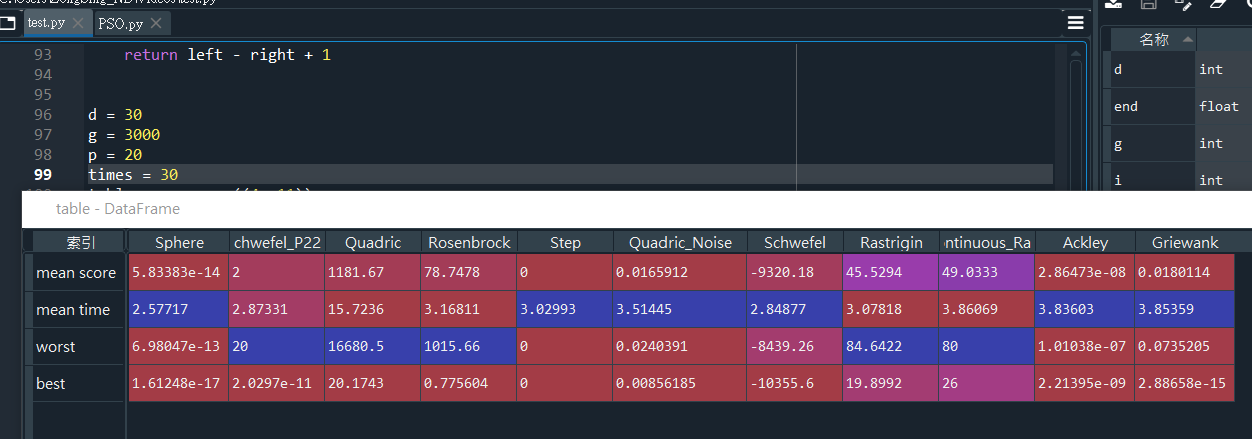 test.py PSO.py
93 return left - right + 1
94
95
96 d = 30
97 g = 3000
98 p = 20
99 times = 30
名称
d int
end float
g int
i int
table - DataFrame
索引 Sphere chwefel_P22 Quadric Rosenbrock Step Quadric_Noise Schwefel Rastrigin ontinuous_Ra Ackley Griewank
mean score 5.83383e-14 2 1181.67 78.7478 0 0.0165912 -9320.18 45.5294 49.0333 2.86473e-08 0.0180114
mean time 2.57717 2.87331 15.7236 3.16811 3.02993 3.51445 2.84877 3.07818 3.86069 3.83603 3.85359
worst 6.98047e-13 20 16680.5 1015.66 0 0.0240391 -8439.26 84.6422 80 1.01038e-07 0.0735205
best 1.61248e-17 2.0297e-11 20.1743 0.775604 0 0.00856185 -10355.6 19.8992 26 2.21395e-09 2.88658e-15